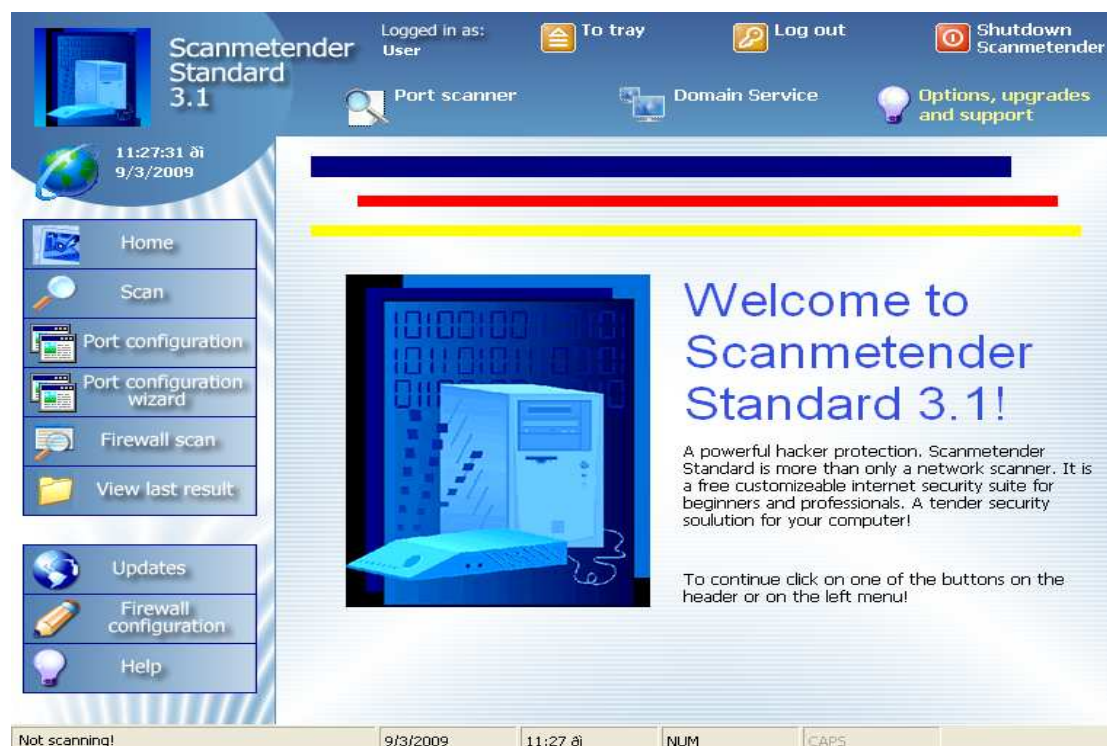 Scanmetender
Standard
3.1
Logged in as:
User
To tray
Log out
Shutdown
Scanmetender
Port scanner
Domain Service
Options, upgrades
and support
11:27:31 ðì
9/3/2009
Home
Scan
Port configuration
Port configuration
wizard
Firewall scan
View last result
Updates
Firewall
configuration
Help
Welcome to
Scanmetender
Standard 3.1!
A powerful hacker protection. Scanmetender
Standard is more than only a network scanner. It is
a free customizeable internet security suite for
beginners and professionals. A tender security
soulution for your computer!
To continue click on one of the buttons on the
header or on the left menu!
Not scanning!
9/3/2009
11:27 ðì
NUM
CAPS